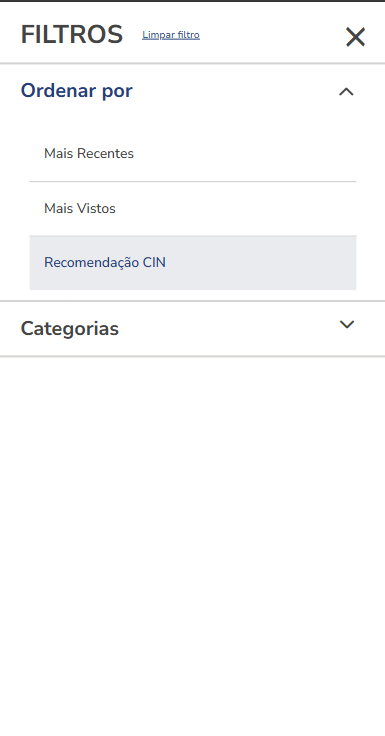 FILTROS Limpar filtro
Ordenar por
Mais Recentes
Mais Vistos
Recomendação CIN
Categorias